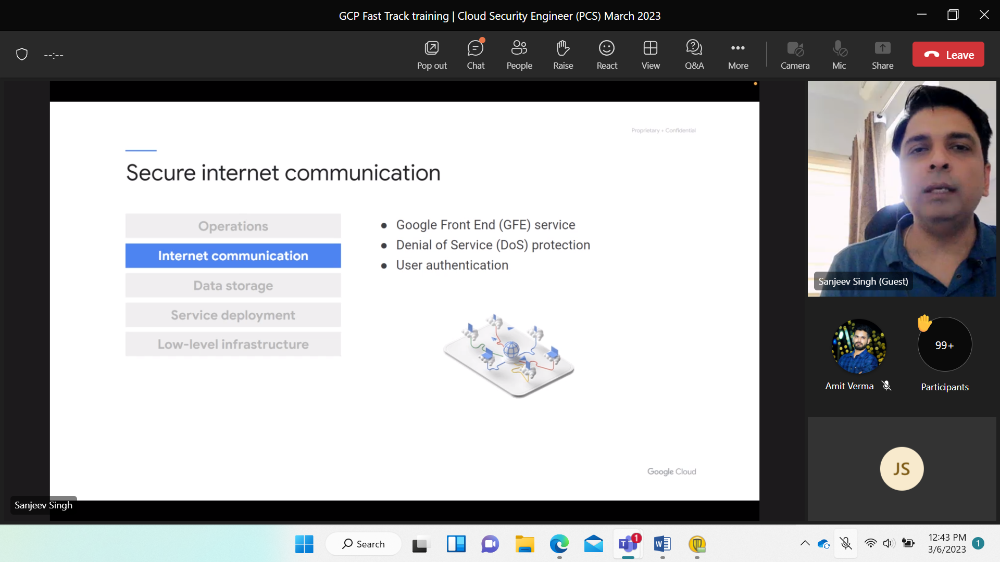 GCP Fast Track training | Cloud Security Engineer (PCS) March 2023
--:--
Pop out
Chat
People
Raise
React
View
Q&A
More
Camera
Mic
Share
Leave
Proprietary + Confidential
Secure internet communication
Operations
Internet communication
Data storage
Service deployment
Low-level infrastructure
● Google Front End (GFE) service
● Denial of Service (DoS) protection
● User authentication
Google Cloud
Sanjeev Singh
Sanjeev Singh (Guest)
Amit Verma
99+
Participants
JS
Search
T
1
W
12:43 PM
3/6/2023
1